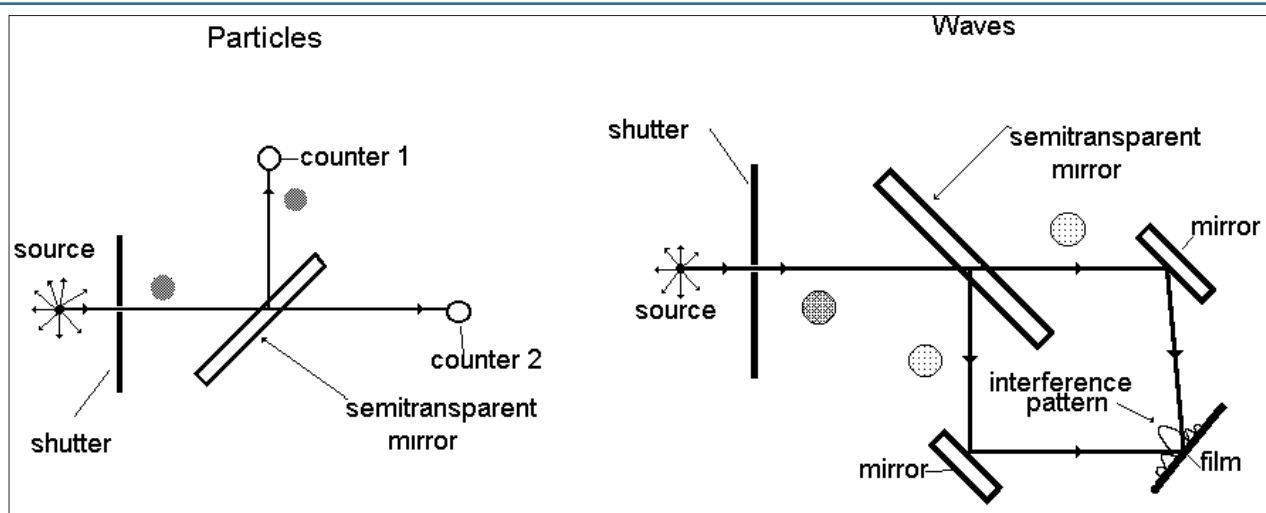 Particles
counter 1
source
counter 2
semitransparent
mirror
shutter
Waves
shutter
semitransparent
mirror
mirror
source
interference
pattern
mirror
film